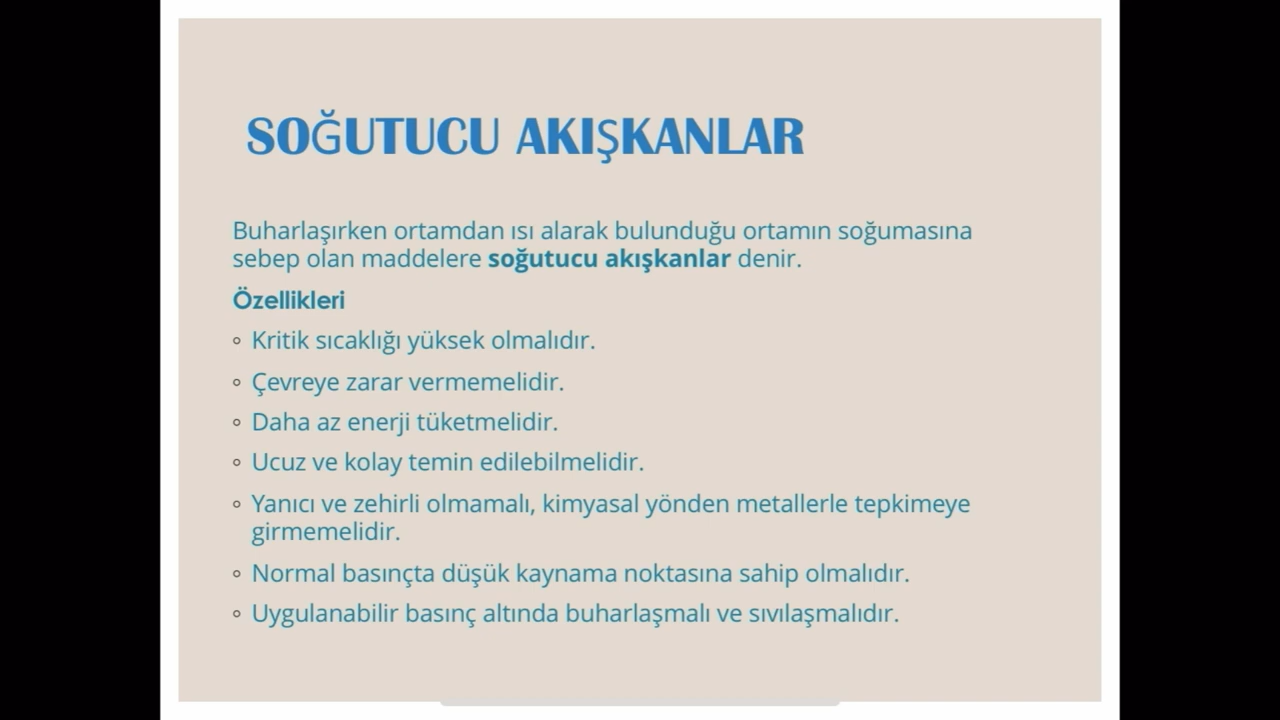 SOĞUTUCU AKIŞKANLAR
Buharlaşırken ortamdan ısı alarak bulunduğu ortamın soğumasına
sebep olan maddelere soğutucu akışkanlar denir.
Özellikleri
◦ Kritik sıcaklığı yüksek olmalıdır.
◦ Çevreye zarar vermemelidir.
◦ Daha az enerji tüketmelidir.
◦ Ucuz ve kolay temin edilebilmelidir.
◦ Yanıcı ve zehirli olmamalı, kimyasal yönden metallerle tepkimeye
girmemelidir.
◦ Normal basınçta düşük kaynama noktasına sahip olmalıdır.
◦ Uygulanabilir basınç altında buharlaşmalı ve sıvılaşmalıdır.